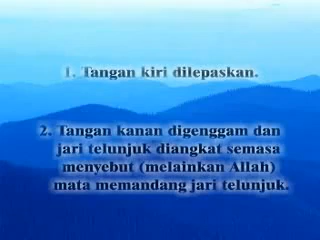 1. Tangan kiri dilepaskan.
2. Tangan kanan digenggam dan
jari telunjuk diangkat semasa
menyebut (melainkan Allah)
mata memandang jari telunjuk.